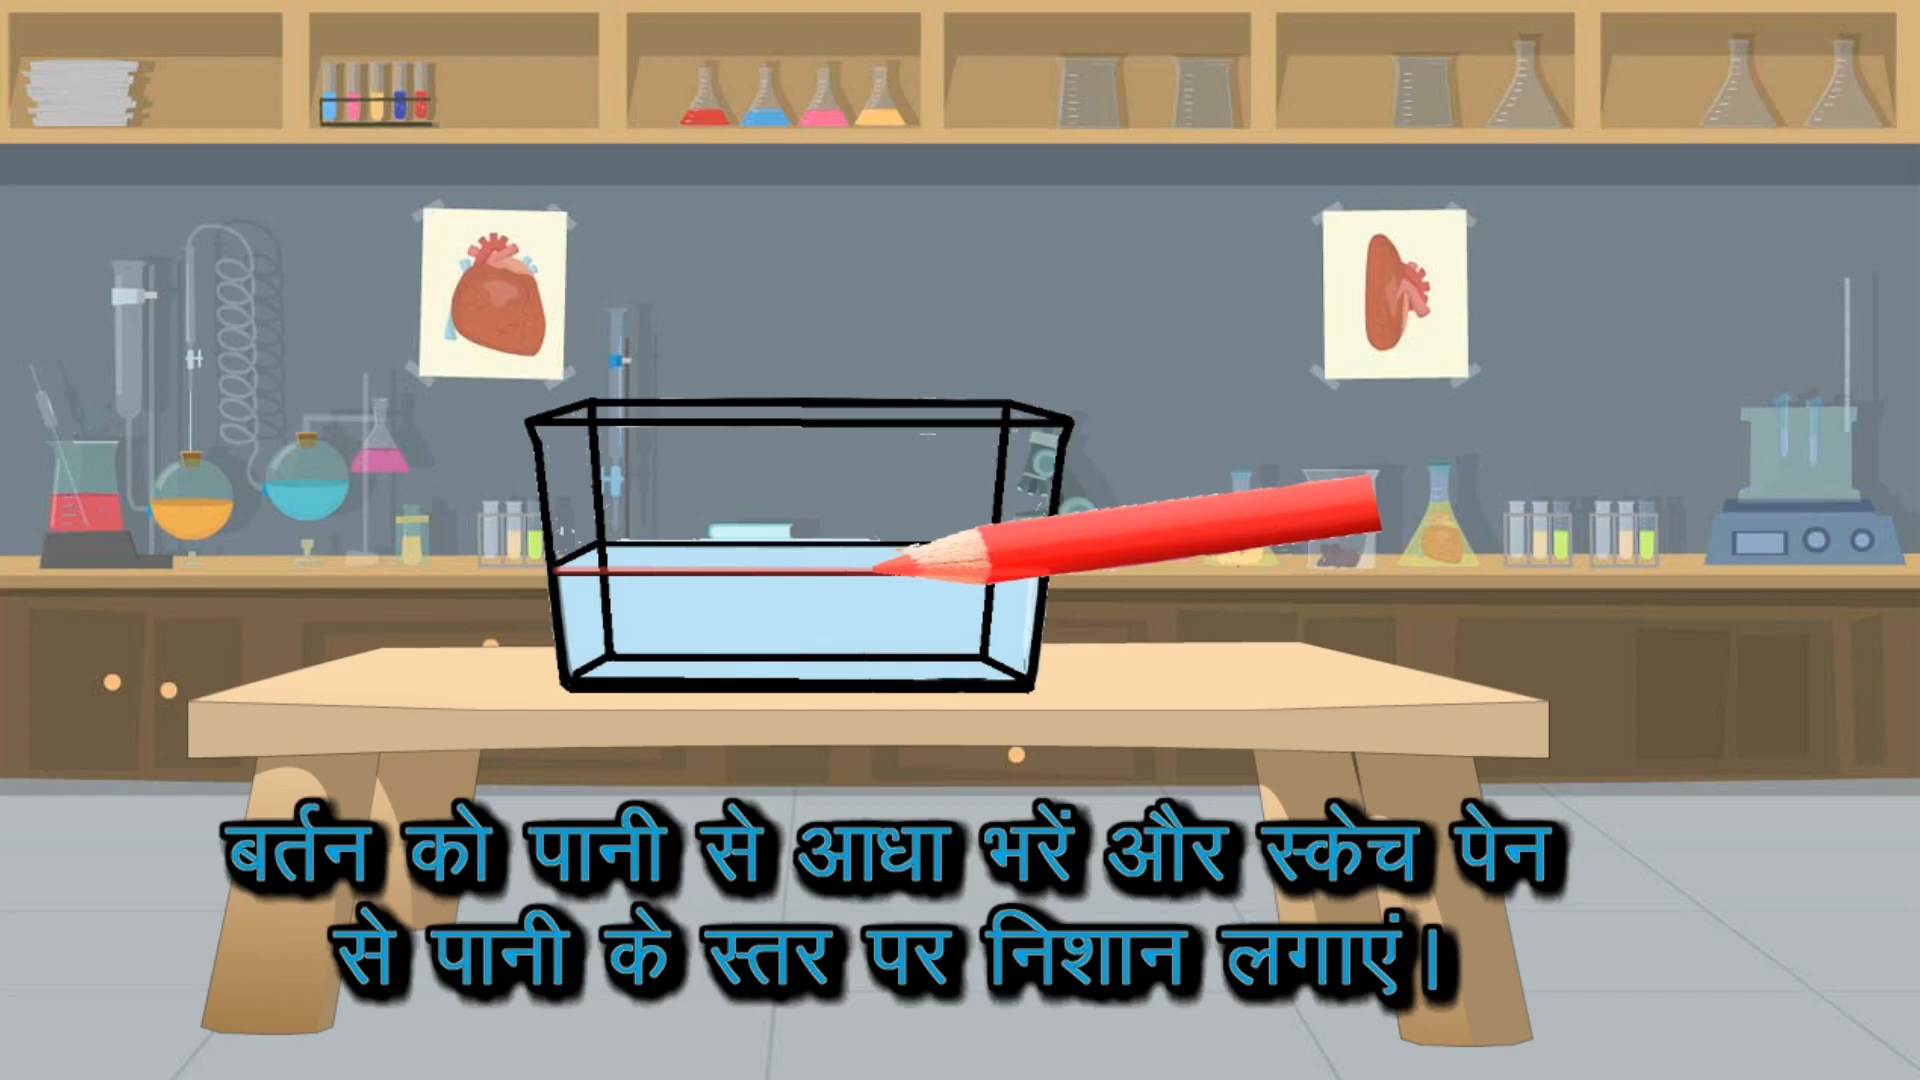 बर्तन को पानी से आधा भरें और स्केच पेन
से पानी के स्तर पर निशान लगाएं।